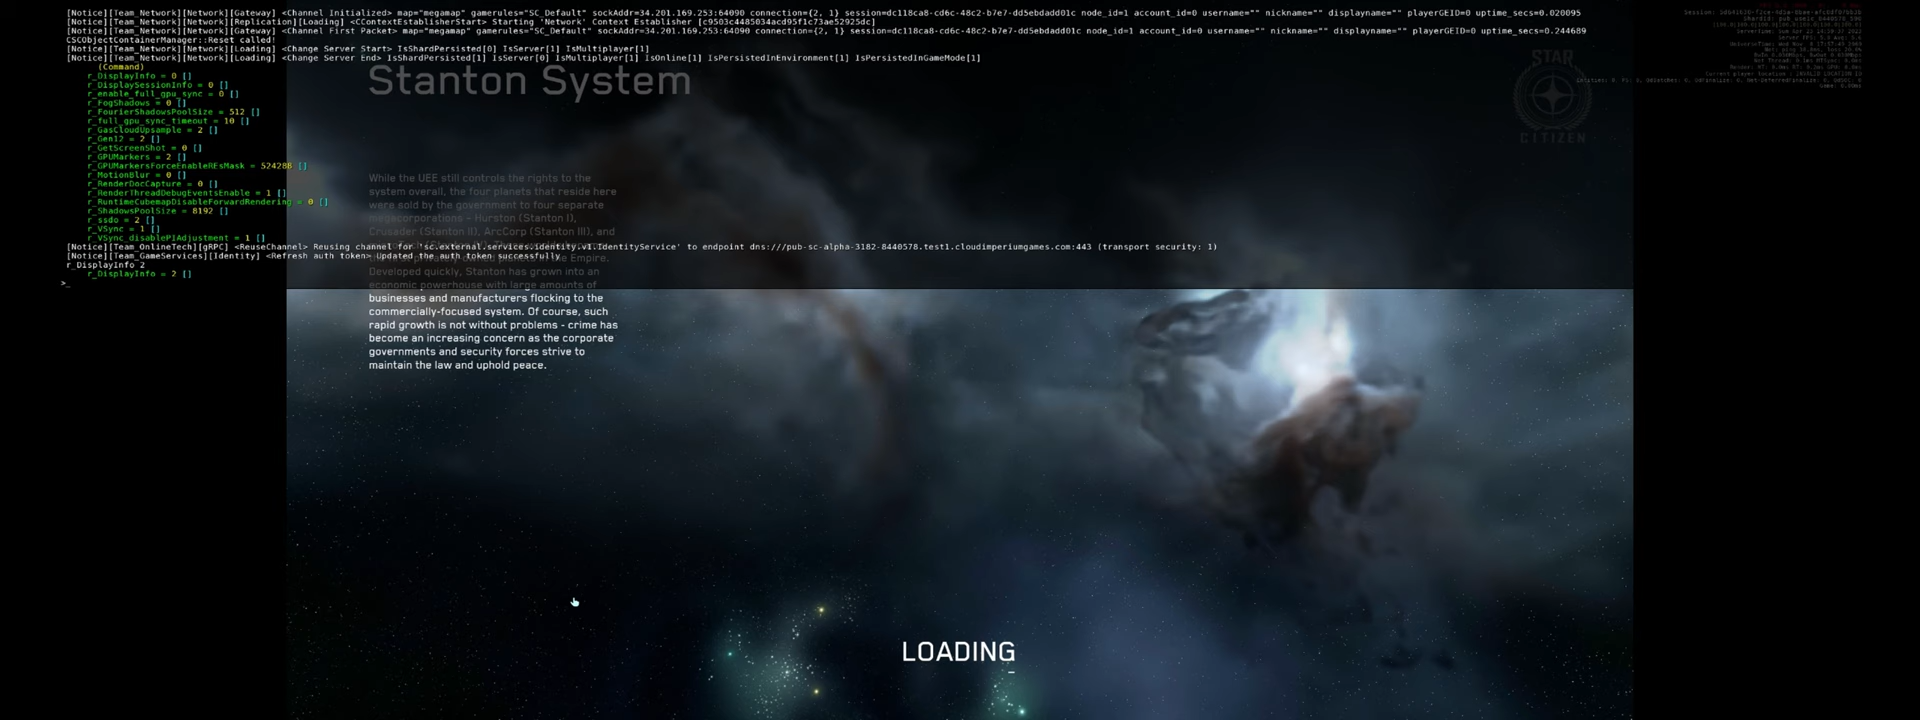 [Notice][Team_Network][Network][Gateway] <Channel Initialized> map="megamap" gamerules="SC_Default" sockAddr=34.201.169.253:64090 connection={2, 1} session=dc118ca8-cd6c-48c2-b7e7-dd5ebdadd01c node_id=1 account_id=0 username="" nickname="" displayname="" playerGEID=0 uptime_secs=0.020095
[Notice][Team_Network][Network][Replication][Loading] <CContextEstablisherStart> Starting 'Network' Context Establisher [c9503c4485034acd95f1c73ae52925dc]
[Notice][Team_Network][Network][Gateway] <Channel First Packet> map="megamap" gamerules="SC_Default" sockAddr=34.201.169.253:64090 connection={2, 1} session=dc118ca8-cd6c-48c2-b7e7-dd5ebdadd01c node_id=1 account_id=0 username="" nickname="" displayname="" playerGEID=0 uptime_secs=0.244689
CSCObjectContainerManager::Reset called!
[Notice][Team_Network][Network][Loading] <Change Server Start> IsShardPersisted[0] IsServer[1] IsMultiplayer[1]
[Notice][Team_Network][Network][Loading] <Change Server End> IsShardPersisted[1] IsServer[0] IsMultiplayer[1] IsOnline[1] IsPersistedInEnvironment[1] IsPersistedInGameMode[1]
(Command)
r_DisplayInfo = 0 []
r_DisplaySessionInfo = 0 []
r_enable_full_gpu_sync = 0 []
r_FogShadows = 0 []
r_FourierShadowsPoolSize = 512 []
r_full_gpu_sync_timeout = 10 []
r_GasCloudUpsample = 2 []
r_Gen12 = 2 []
r_GetScreenShot = 0 []
r_GPUMarkers = 2 []
r_GPUMarkersForceEnableREsMask = 524288 []
r_MotionBlur = 0 []
r_RenderDocCapture = 0 []
r_RenderThreadDebugEventsEnable = 1 []
r_RuntimeCubemapDisableForwardRendering = 0 []
r_ShadowsPoolSize = 8192 []
r_ssdo = 2 []
r_VSync = 1 []
r_VSync_disablePIAdjustment = 1 []
[Notice][Team_OnlineTech][gRPC] <ReuseChannel> Reusing channel for 'sc.external.services.identity.v1.IdentityService' to endpoint dns:///pub-sc-alpha-3182-8440578.test1.cloudimperiumgames.com:443 (transport security: 1)
[Notice][Team_GameServices][Identity] <Refresh auth token> Updated the auth token successfully
r_DisplayInfo 2
r_DisplayInfo = 2 []
>_
Stanton System
While the UEE still controls the rights to the
system overall, the four planets that reside here
were sold by the government to four separate
megacorporations - Hurston (Stanton I),
Crusader (Stanton II), ArcCorp (Stanton III), and
Empire.
Developed quickly, Stanton has grown into an
economic powerhouse with large amounts of
businesses and manufacturers flocking to the
commercially-focused system. Of course, such
rapid growth is not without problems - crime has
become an increasing concern as the corporate
governments and security forces strive to
maintain the law and uphold peace.
STAR
CITIZEN
LOADING